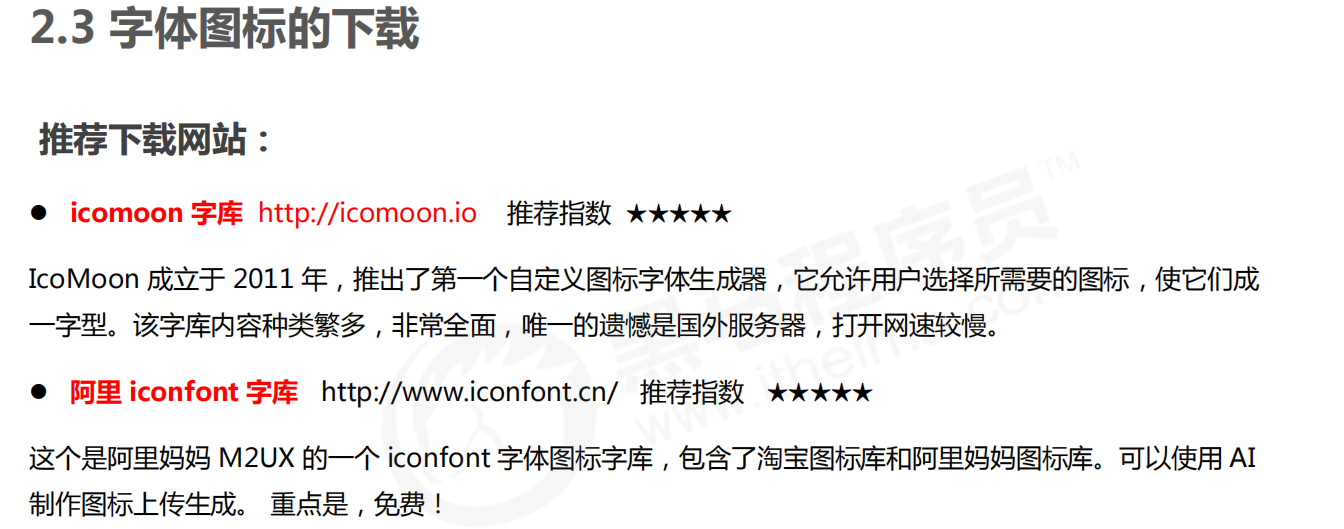 2.3 字体图标的下载
推荐下载网站：
● icomoon 字库 http://icomoon.io 推荐指数 ★★★★★
IcoMoon 成立于 2011 年，推出了第一个自定义图标字体生成器，它允许用户选择所需要的图标，使它们成
一字型。该字库内容种类繁多，非常全面，唯一的遗憾是国外服务器，打开网速较慢。
● 阿里 iconfont 字库 http://www.iconfont.cn/ 推荐指数 ★★★★★
这个是阿里妈妈 M2UX 的一个 iconfont 字体图标字库，包含了淘宝图标库和阿里妈妈图标库。可以使用 AI
制作图标上传生成。 重点是，免费！
黑马程序员™
www.itheima.com